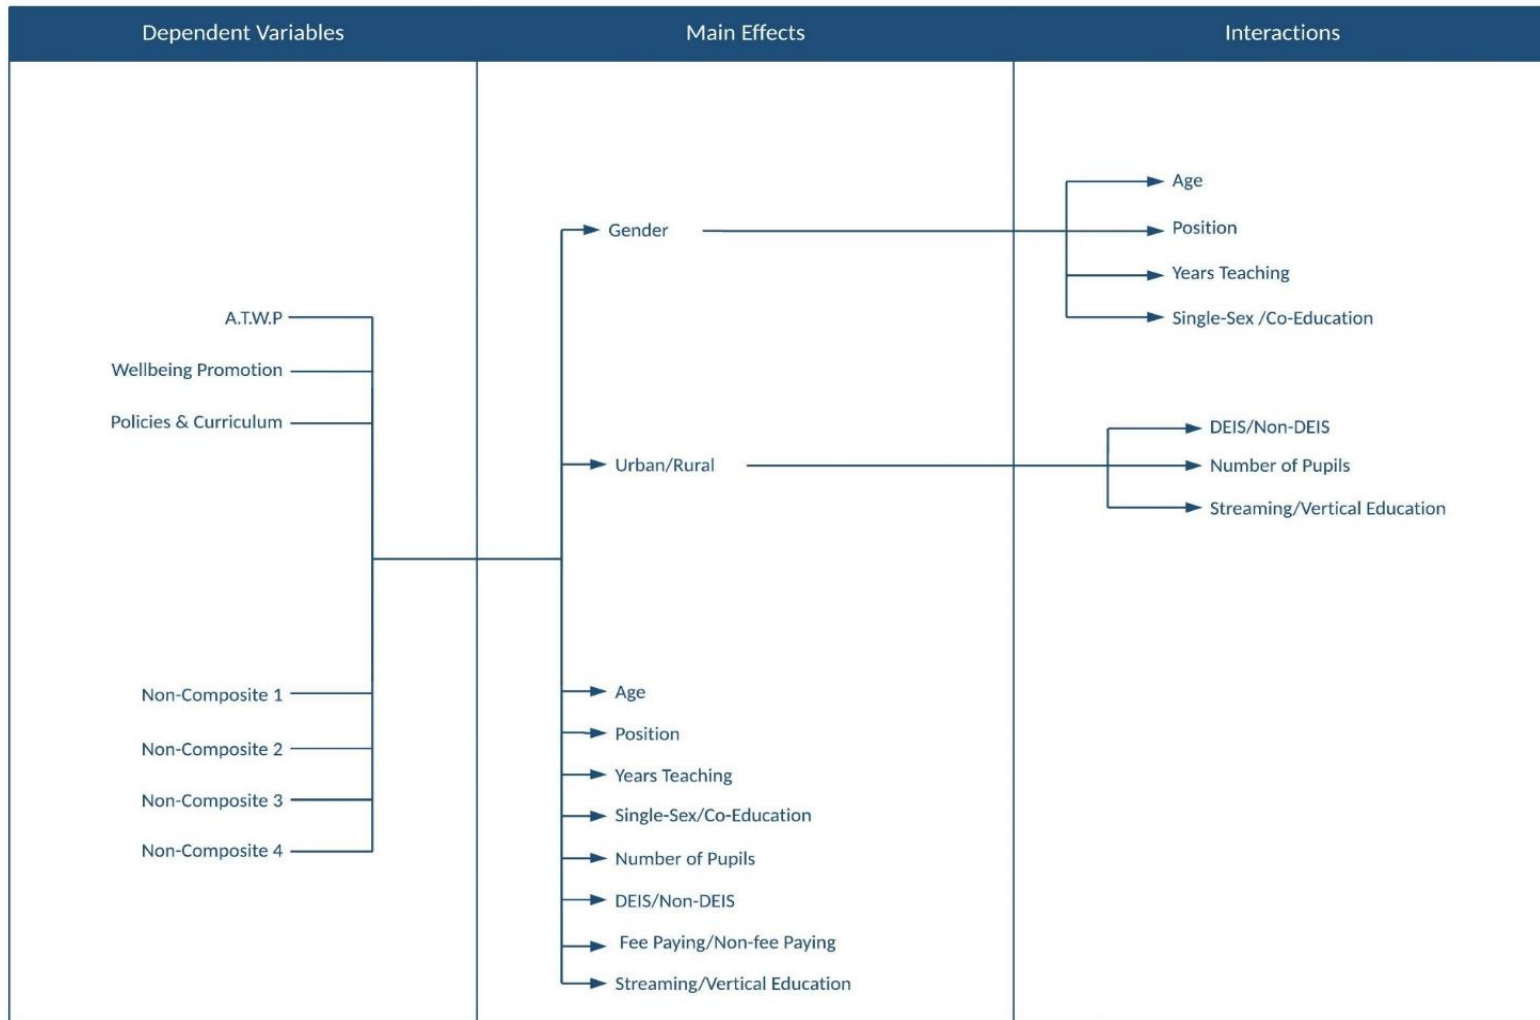 Dependent Variables
Main Effects
Interactions
A.T.W.P
Wellbeing Promotion
Policies & Curriculum
Non-Composite 1
Non-Composite 2
Non-Composite 3
Non-Composite 4
Gender
Urban/Rural
Age
Position
Years Teaching
Single-Sex/Co-Education
Number of Pupils
DEIS/Non-DEIS
Fee Paying/Non-fee Paying
Streaming/Vertical Education
Age
Position
Years Teaching
Single-Sex /Co-Education
DEIS/Non-DEIS
Number of Pupils
Streaming/Vertical Education